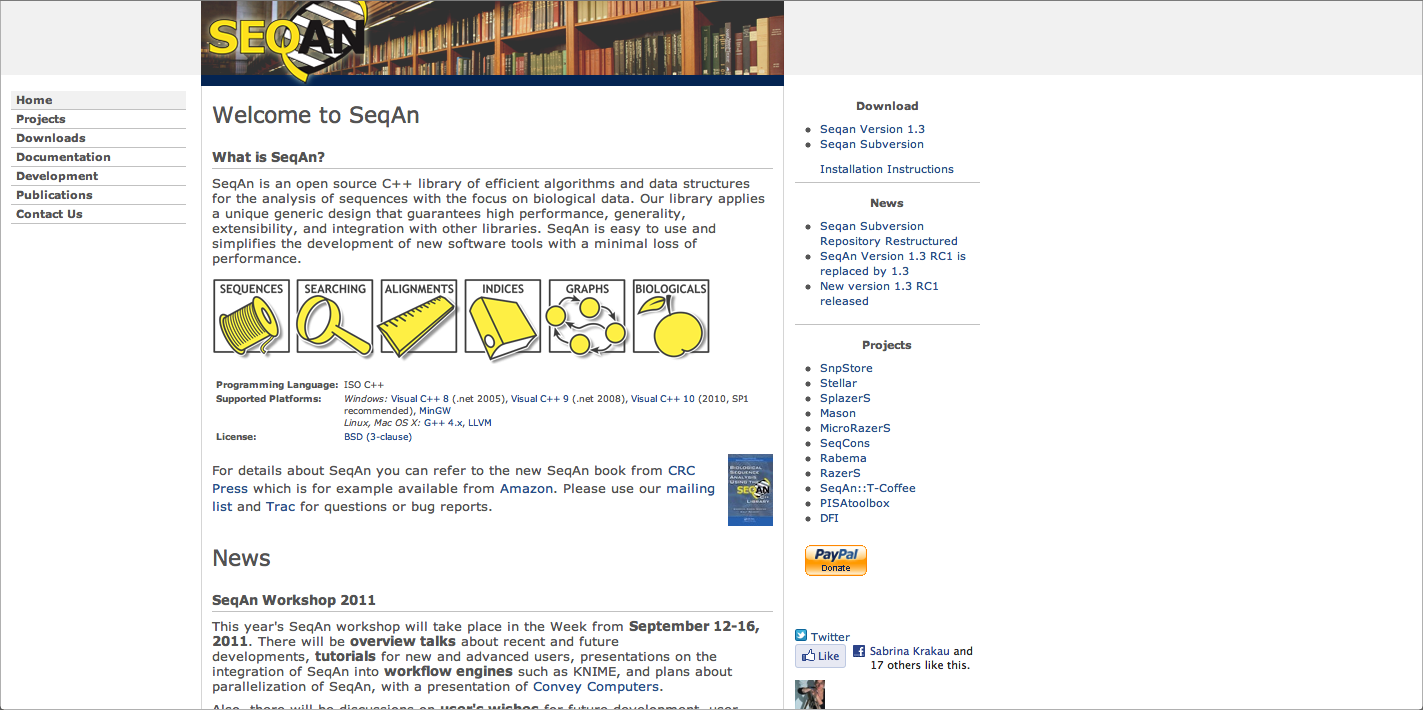 SEQAN
Home
Projects
Downloads
Documentation
Development
Publications
Contact Us
Welcome to SeqAn
What is SeqAn?
SeqAn is an open source C++ library of efficient algorithms and data structures
for the analysis of sequences with the focus on biological data. Our library applies
a unique generic design that guarantees high performance, generality,
extensibility, and integration with other libraries. SeqAn is easy to use and
simplifies the development of new software tools with a minimal loss of
performance.
SEQUENCES SEARCHING ALIGNMENTS INDICES GRAPHS BIOLOGICALS
Programming Language: ISO C++
Supported Platforms: Windows: Visual C++ 8 (.net 2005), Visual C++ 9 (.net 2008), Visual C++ 10 (2010, SP1
recommended), MinGW
Linux, Mac OS X: G++ 4.x, LLVM
License: BSD (3-clause)
For details about SeqAn you can refer to the new SeqAn book from CRC
Press which is for example available from Amazon. Please use our mailing
list and Trac for questions or bug reports.
BIOLOGICAL
SEQUENCE
ANALYSIS
USING THE
SEQAN
C++
LIBRARY
News
SeqAn Workshop 2011
This year's SeqAn workshop will take place in the Week from September 12-16,
2011. There will be overview talks about recent and future
developments, tutorials for new and advanced users, presentations on the
integration of SeqAn into workflow engines such as KNIME, and plans about
parallelization of SeqAn, with a presentation of Convey Computers.
Also, there will be discussions on user's wishes for future development, user
Download
Seqan Version 1.3
Seqan Subversion
Installation Instructions
News
Seqan Subversion
Repository Restructured
SeqAn Version 1.3 RC1 is
replaced by 1.3
New version 1.3 RC1
released
Projects
SnpStore
Stellar
SplazerS
Mason
MicroRazerS
SeqCons
Rabema
RazerS
SeqAn::T-Coffee
PISAtoolbox
DFI
PayPal
Donate
Twitter
Like
Sabrina Krakau and
17 others like this.